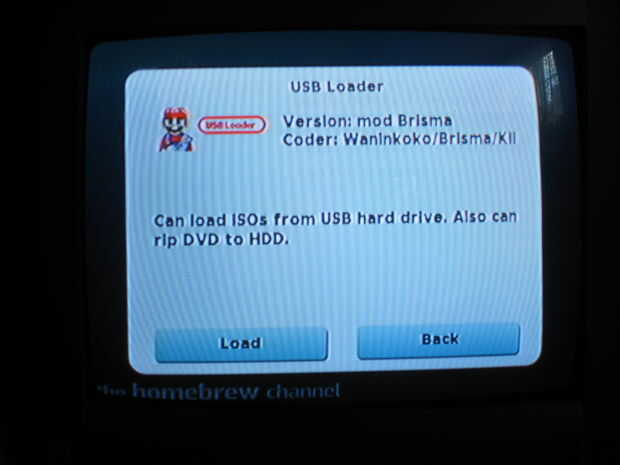 USB Loader
USB Loader
Version: mod Brisma
Coder: Waninkoko/Brisma/Kii
Can load ISOs from USB hard drive. Also can
rip DVD to HDD.
Load
Back
the homebrew channel